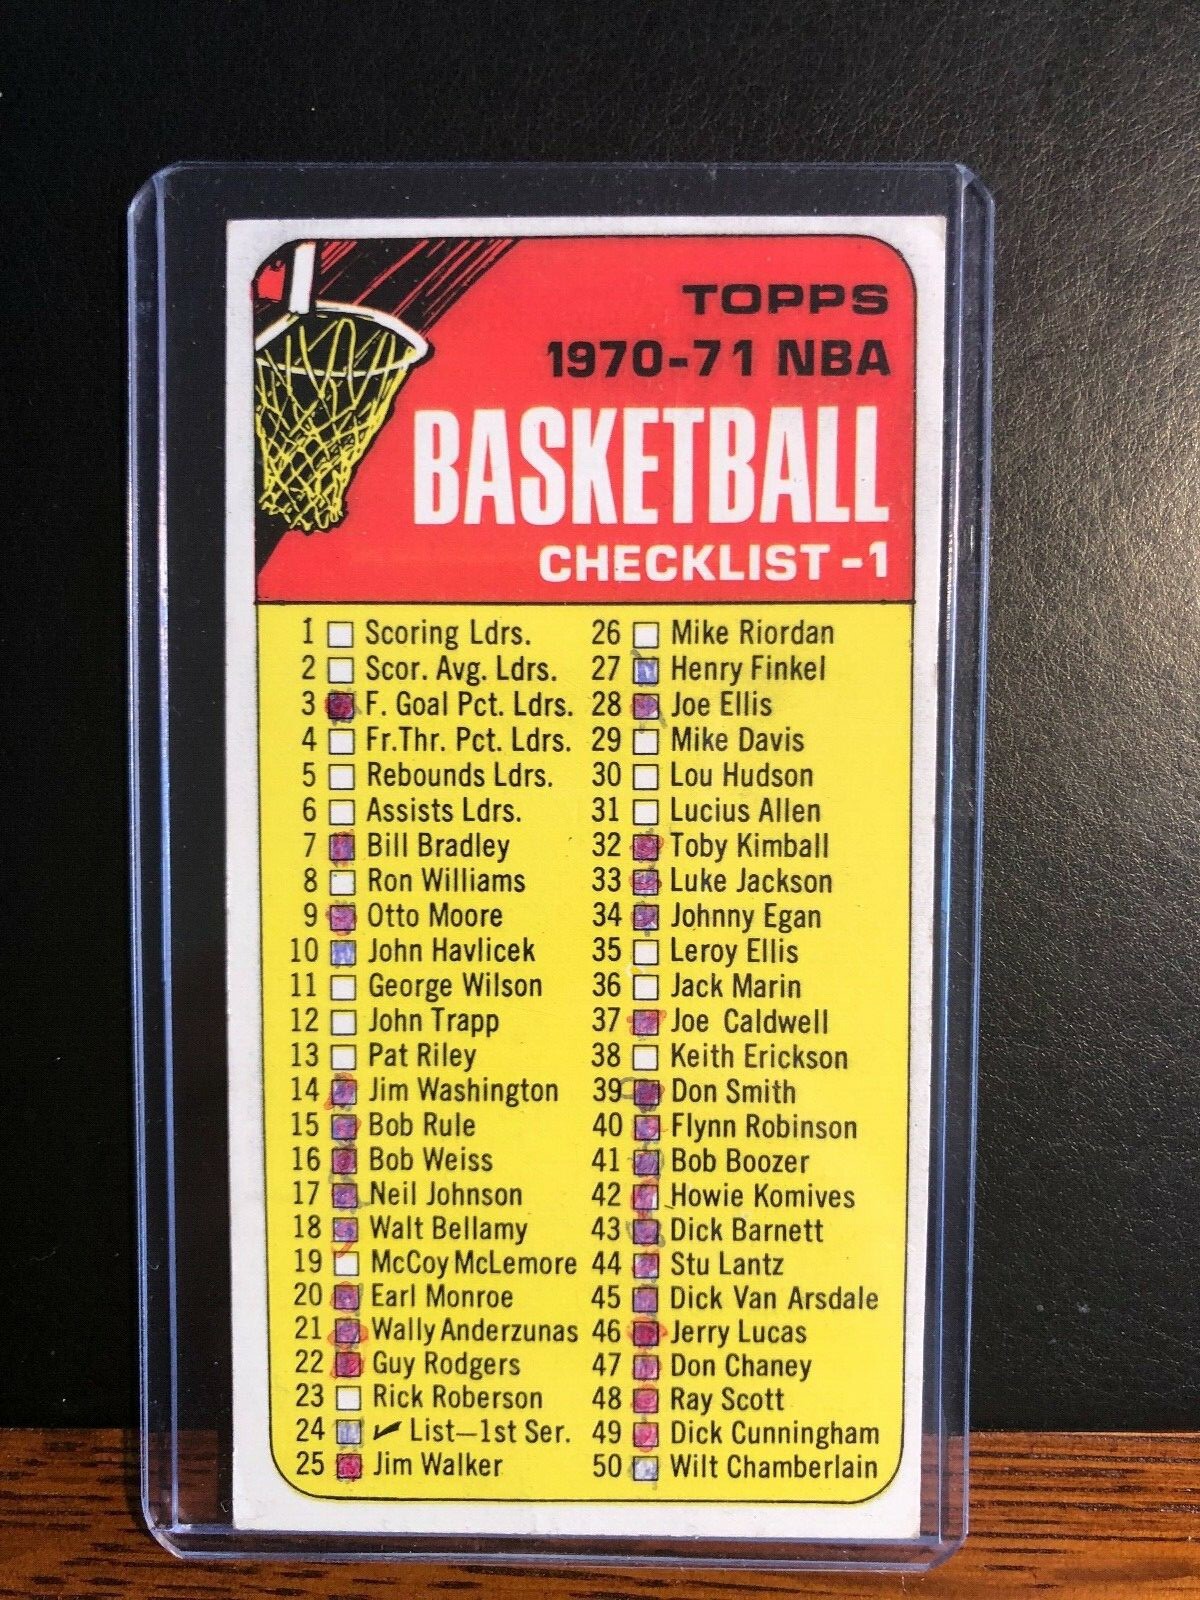 TOPPS
1970-71 NBA
BASKETBALL
CHECKLIST-1
1 Scoring Ldrs.
2 Scor. Avg. Ldrs.
3 F. Goal Pct. Ldrs.
4 Fr.Thr. Pct. Ldrs.
5 Rebounds Ldrs.
6 Assists Ldrs.
7 Bill Bradley
8 Ron Williams
9 Otto Moore
10 John Havlicek
11 George Wilson
12 John Trapp
13 Pat Riley
14 Jim Washington
15 Bob Rule
16 Bob Weiss
17 Neil Johnson
18 Walt Bellamy
19 McCoy McLemore
20 Earl Monroe
21 Wally Anderzunas
22 Guy Rodgers
23 Rick Roberson
24 ✓ List—1st Ser.
25 Jim Walker
26 Mike Riordan
27 Henry Finkel
28 Joe Ellis
29 Mike Davis
30 Lou Hudson
31 Lucius Allen
32 Toby Kimball
33 Luke Jackson
34 Johnny Egan
35 Leroy Ellis
36 Jack Marin
37 Joe Caldwell
38 Keith Erickson
39 Don Smith
40 Flynn Robinson
41 Bob Boozer
42 Howie Komives
43 Dick Barnett
44 Stu Lantz
45 Dick Van Arsdale
46 Jerry Lucas
47 Don Chaney
48 Ray Scott
49 Dick Cunningham
50 Wilt Chamberlain